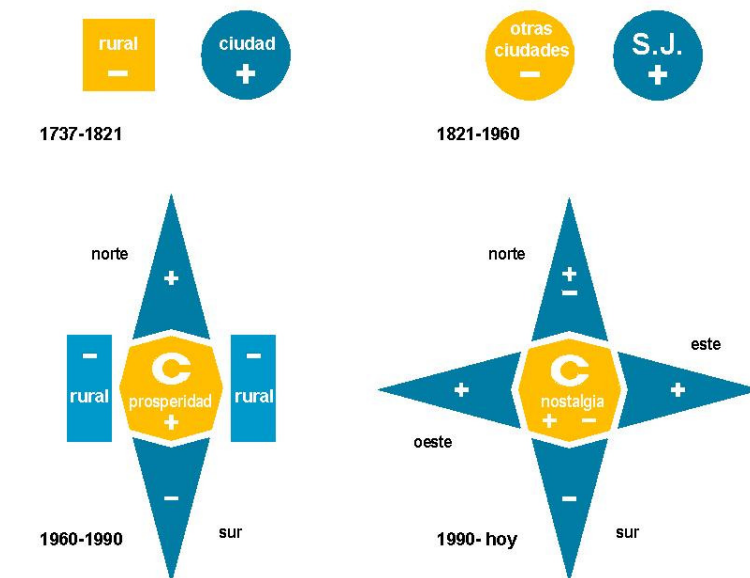 rural
−
ciudad
+
1737-1821
otras
ciudades
−
S.J.
+
1821-1960
norte
+
−
rural
C
prosperidad
+
−
rural
−
sur
1960-1990
norte
+
−
este
+
C
nostalgia
+ −
+
oeste
−
sur
1990- hoy